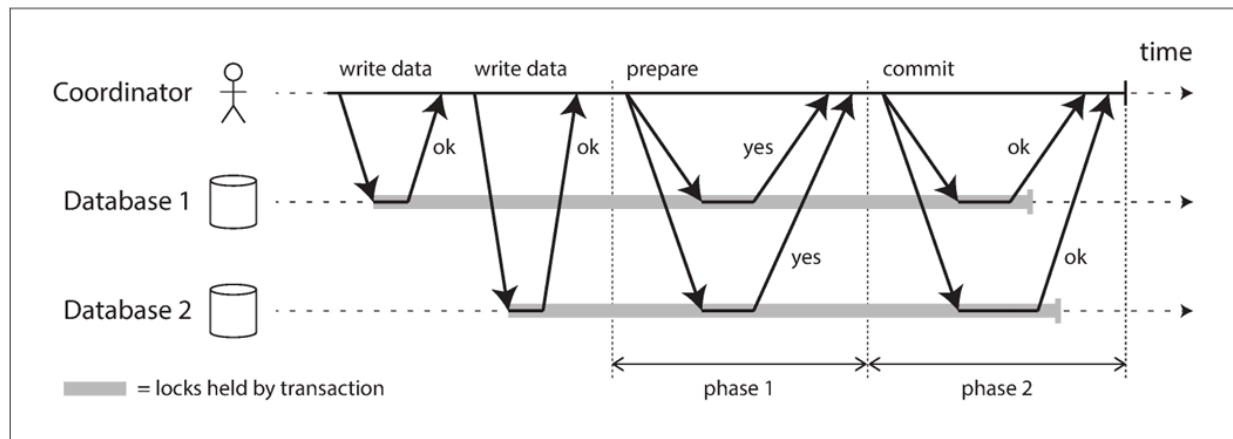 time
write data write data prepare commit
Coordinator
ok ok yes ok
Database 1
yes ok
Database 2
= locks held by transaction
phase 1 phase 2